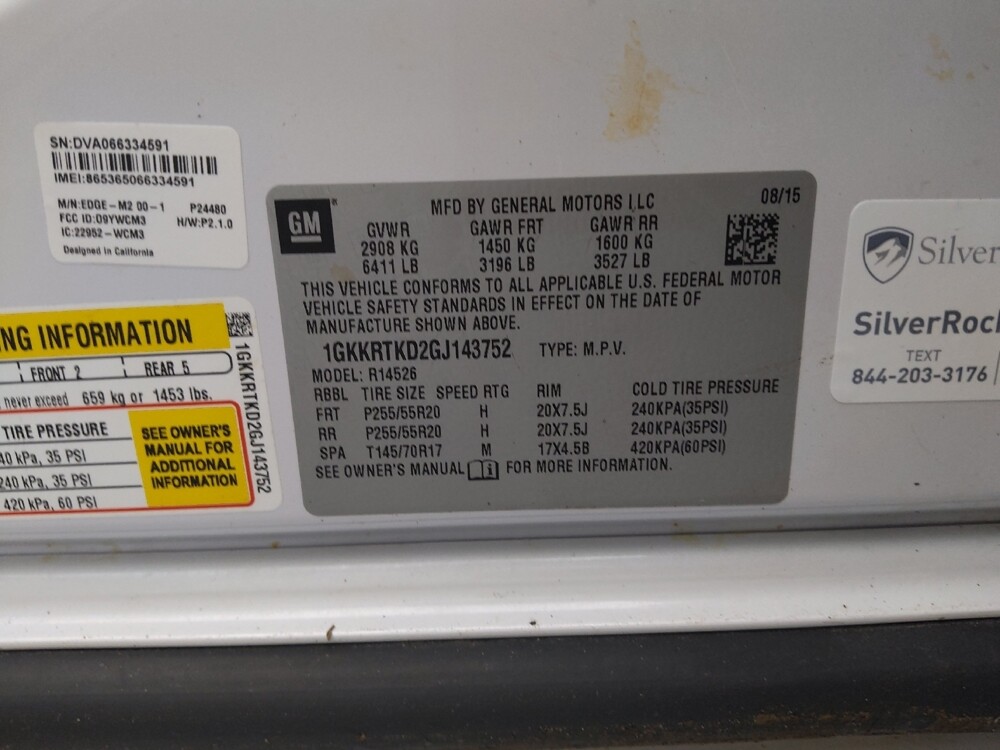 SN:DVA066334591
IMEI:865365066334591
M/N:EDGE-M2 00-1 P24480
FCC ID:O9YWCM3 H/W:P2.1.0
IC:22952-WCM3
Designed in California
NG INFORMATION
FRONT 2 REAR 5
never exceed 659 kg or 1453 lbs.
TIRE PRESSURE
40 kPa, 35 PSI
240 kPa, 35 PSI
420 kPa, 60 PSI
SEE OWNER'S
MANUAL FOR
ADDITIONAL
INFORMATION
1GKKRTKD2GJ143752
GM
MFD BY GENERAL MOTORS LLC 08/15
GVWR GAWR FRT GAWR RR
2908 KG 1450 KG 1600 KG
6411 LB 3196 LB 3527 LB
THIS VEHICLE CONFORMS TO ALL APPLICABLE U.S. FEDERAL MOTOR
VEHICLE SAFETY STANDARDS IN EFFECT ON THE DATE OF
MANUFACTURE SHOWN ABOVE.
1GKKRTKD2GJ143752 TYPE: M.P.V.
MODEL: R14526
RBBL TIRE SIZE SPEED RTG RIM COLD TIRE PRESSURE
FRT P255/55R20 H 20X7.5J 240KPA(35PSI)
RR P255/55R20 H 20X7.5J 240KPA(35PSI)
SPA T145/70R17 M 17X4.5B 420KPA(60PSI)
SEE OWNER'S MANUAL FOR MORE INFORMATION.
Silver
SilverRock
TEXT
844-203-3176